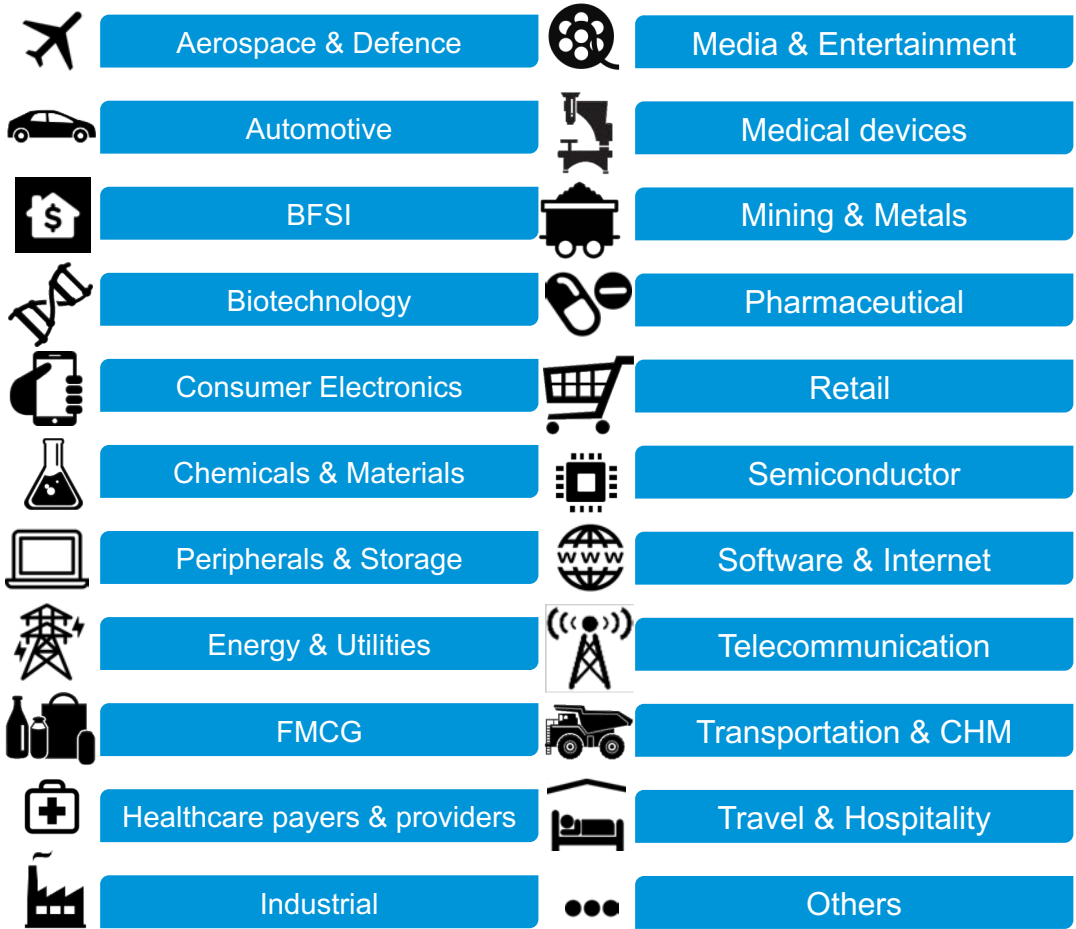 Aerospace & Defence
Automotive
BFSI
Biotechnology
Consumer Electronics
Chemicals & Materials
Peripherals & Storage
Energy & Utilities
FMCG
Healthcare payers & providers
Industrial
Media & Entertainment
Medical devices
Mining & Metals
Pharmaceutical
Retail
Semiconductor
www
Software & Internet
Telecommunication
Transportation & CHM
Travel & Hospitality
Others